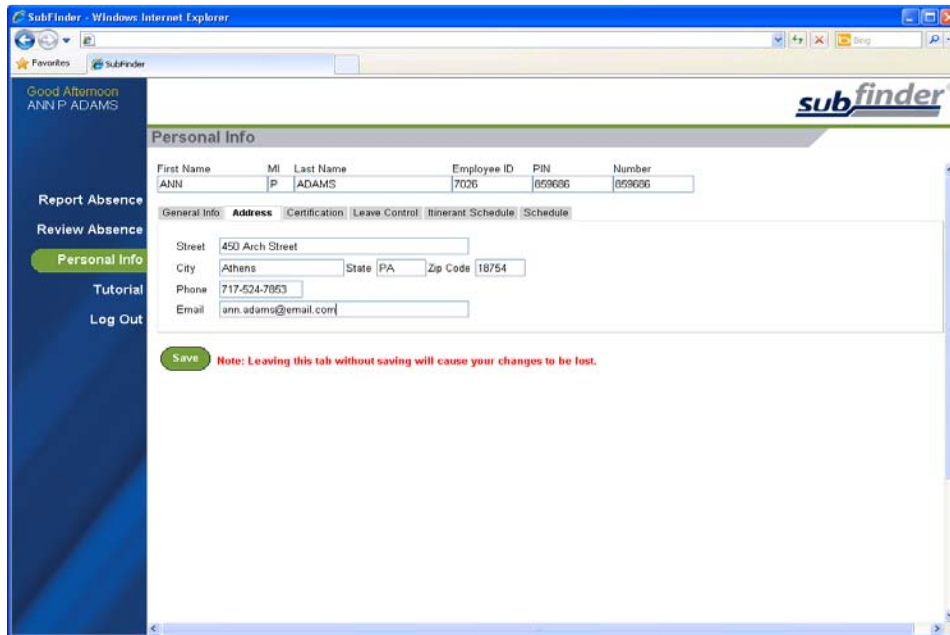 SubFinder - Windows Internet Explorer
Bing
Favorites SubFinder
Good Afternoon
ANN P ADAMS
subfinder
Personal Info
First Name MI Last Name Employee ID PIN Number
ANN P ADAMS 7026 859686 859686
Report Absence
Review Absence
Personal Info
Tutorial
Log Out
General Info Address Certification Leave Control Itinerant Schedule Schedule
Street 450 Arch Street
City Athens State PA Zip Code 18754
Phone 717-524-7853
Email ann.adams@email.com
Save Note: Leaving this tab without saving will cause your changes to be lost.